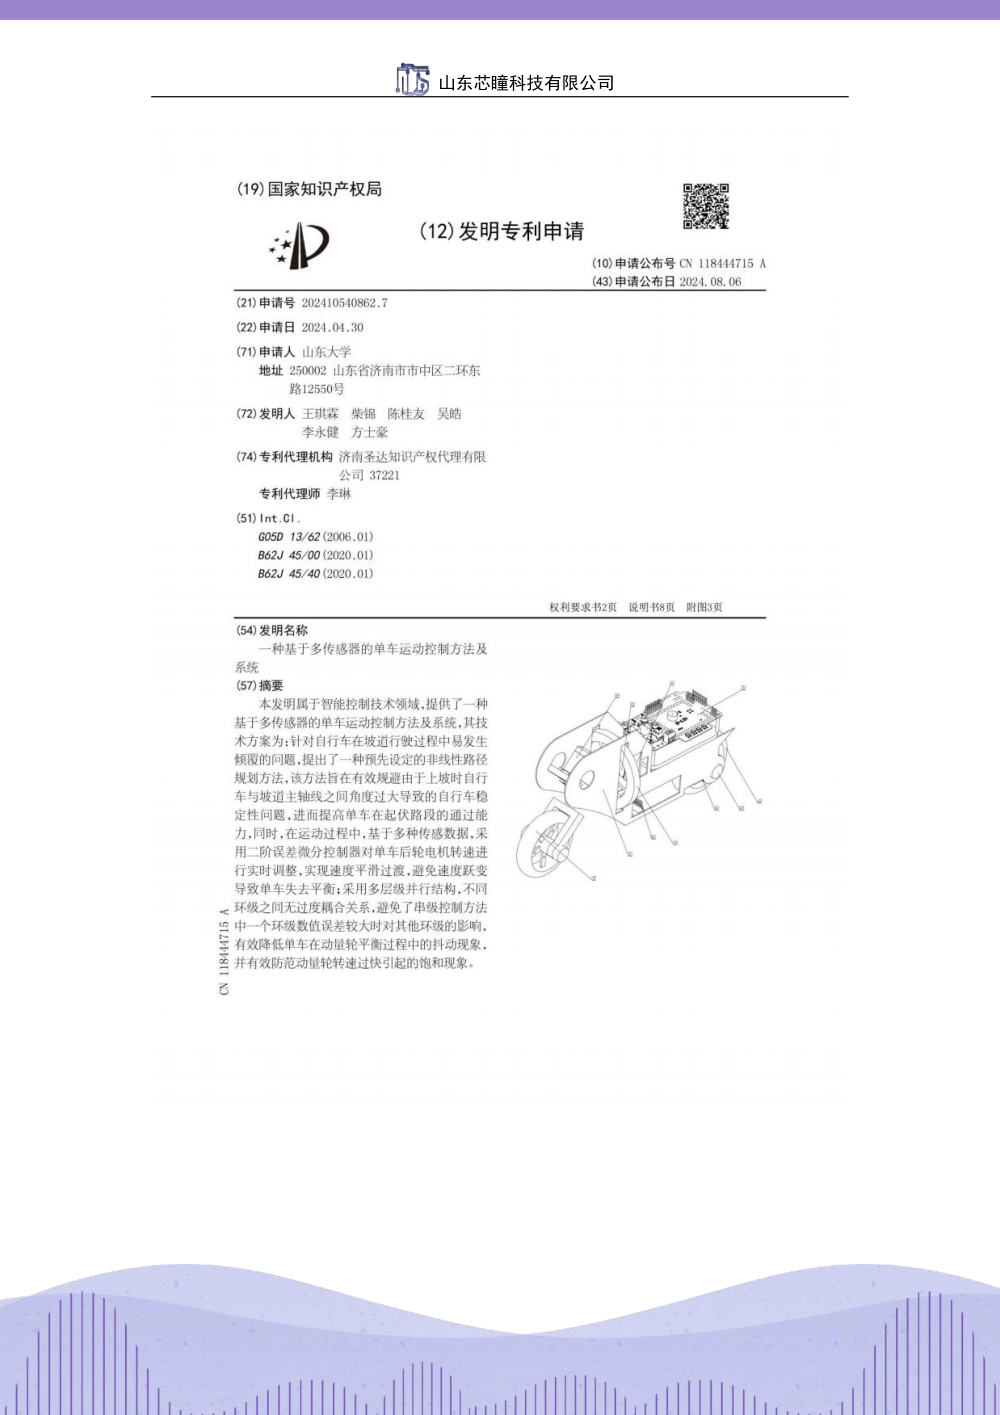 山东芯瞳科技有限公司
(19)国家知识产权局
(12)发明专利申请
(10)申请公布号 CN 118444715 A
(43)申请公布日 2024.08.06
(21)申请号 202410540862.7
(22)申请日 2024.04.30
(71)申请人 山东大学
地址 250002 山东省济南市市中区二环东
路12550号
(72)发明人 王琪霖 柴锦 陈桂友 吴皓
李永健 方士豪
(74)专利代理机构 济南圣达知识产权代理有限
公司 37221
专利代理师 李琳
(51)Int.Cl.
G05D 13/62(2006.01)
B62J 45/00(2020.01)
B62J 45/40(2020.01)
权利要求书2页 说明书8页 附图3页
(54)发明名称
一种基于多传感器的单车运动控制方法及
系统
(57)摘要
本发明属于智能控制技术领域,提供了一种
基于多传感器的单车运动控制方法及系统,其技
术方案为:针对自行车在坡道行驶过程中易发生
倾覆的问题,提出了一种预先设定的非线性路径
规划方法,该方法旨在有效规避由于上坡时自行
车与坡道主轴线之间角度过大导致的自行车稳
定性问题,进而提高单车在起伏路段的通过能
力,同时,在运动过程中,基于多种传感数据,采
用二阶误差微分控制器对单车后轮电机转速进
行实时调整,实现速度平滑过渡,避免速度跃变
导致单车失去平衡;采用多层级并行结构,不同
环级之间无过度耦合关系,避免了串级控制方法
中一个环级数值误差较大时对其他环级的影响,
有效降低单车在动量轮平衡过程中的抖动现象,
并有效防范动量轮转速过快引起的饱和现象。
CN 118444715 A